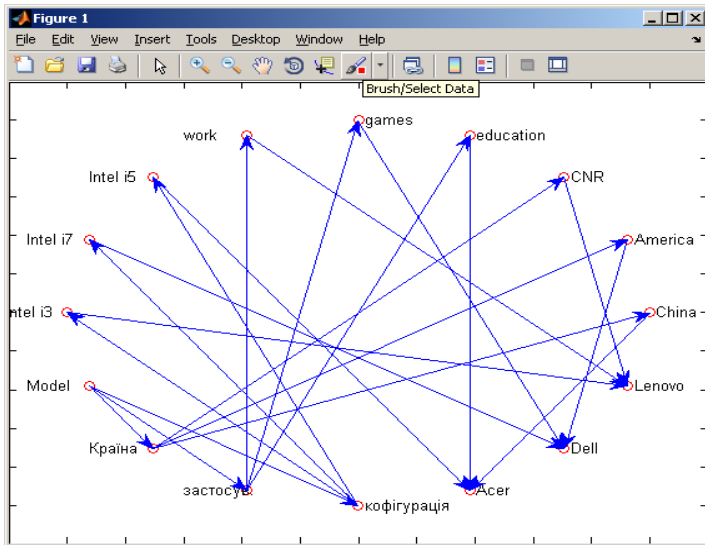 Figure 1
File Edit View Insert Tools Desktop Window Help
Brush/Select Data
games
work
education
Intel i5
CNR
Intel i7
America
ntel i3
China
Model
Lenovo
Країна
Dell
застосув
Acer
кофігурація